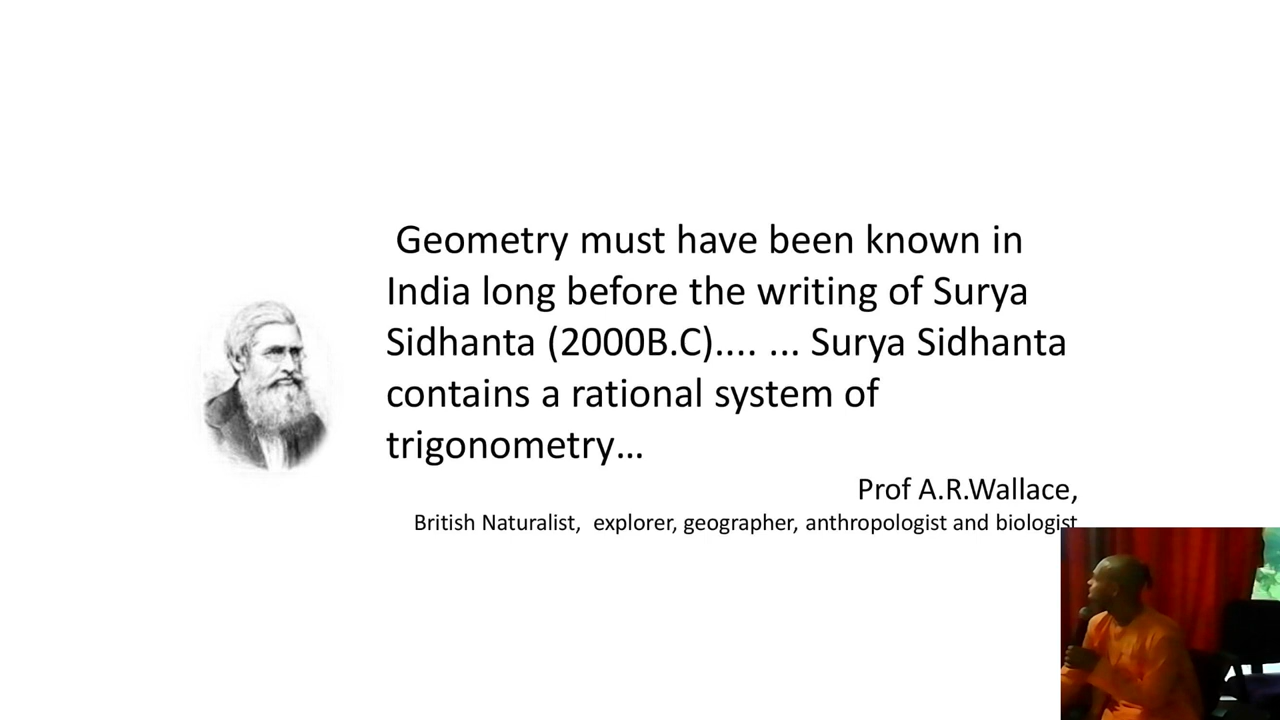 Geometry must have been known in
India long before the writing of Surya
Sidhanta (2000B.C).... ... Surya Sidhanta
contains a rational system of
trigonometry...
Prof A.R.Wallace,
British Naturalist,  explorer, geographer, anthropologist and biologist